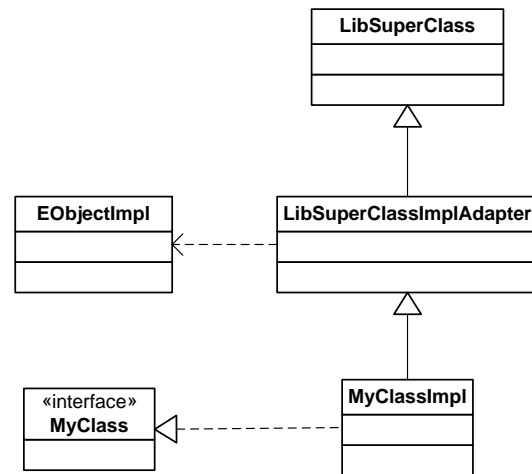 LibSuperClass
EObjectImpl
LibSuperClassImplAdapter
«interface»
MyClass
MyClassImpl